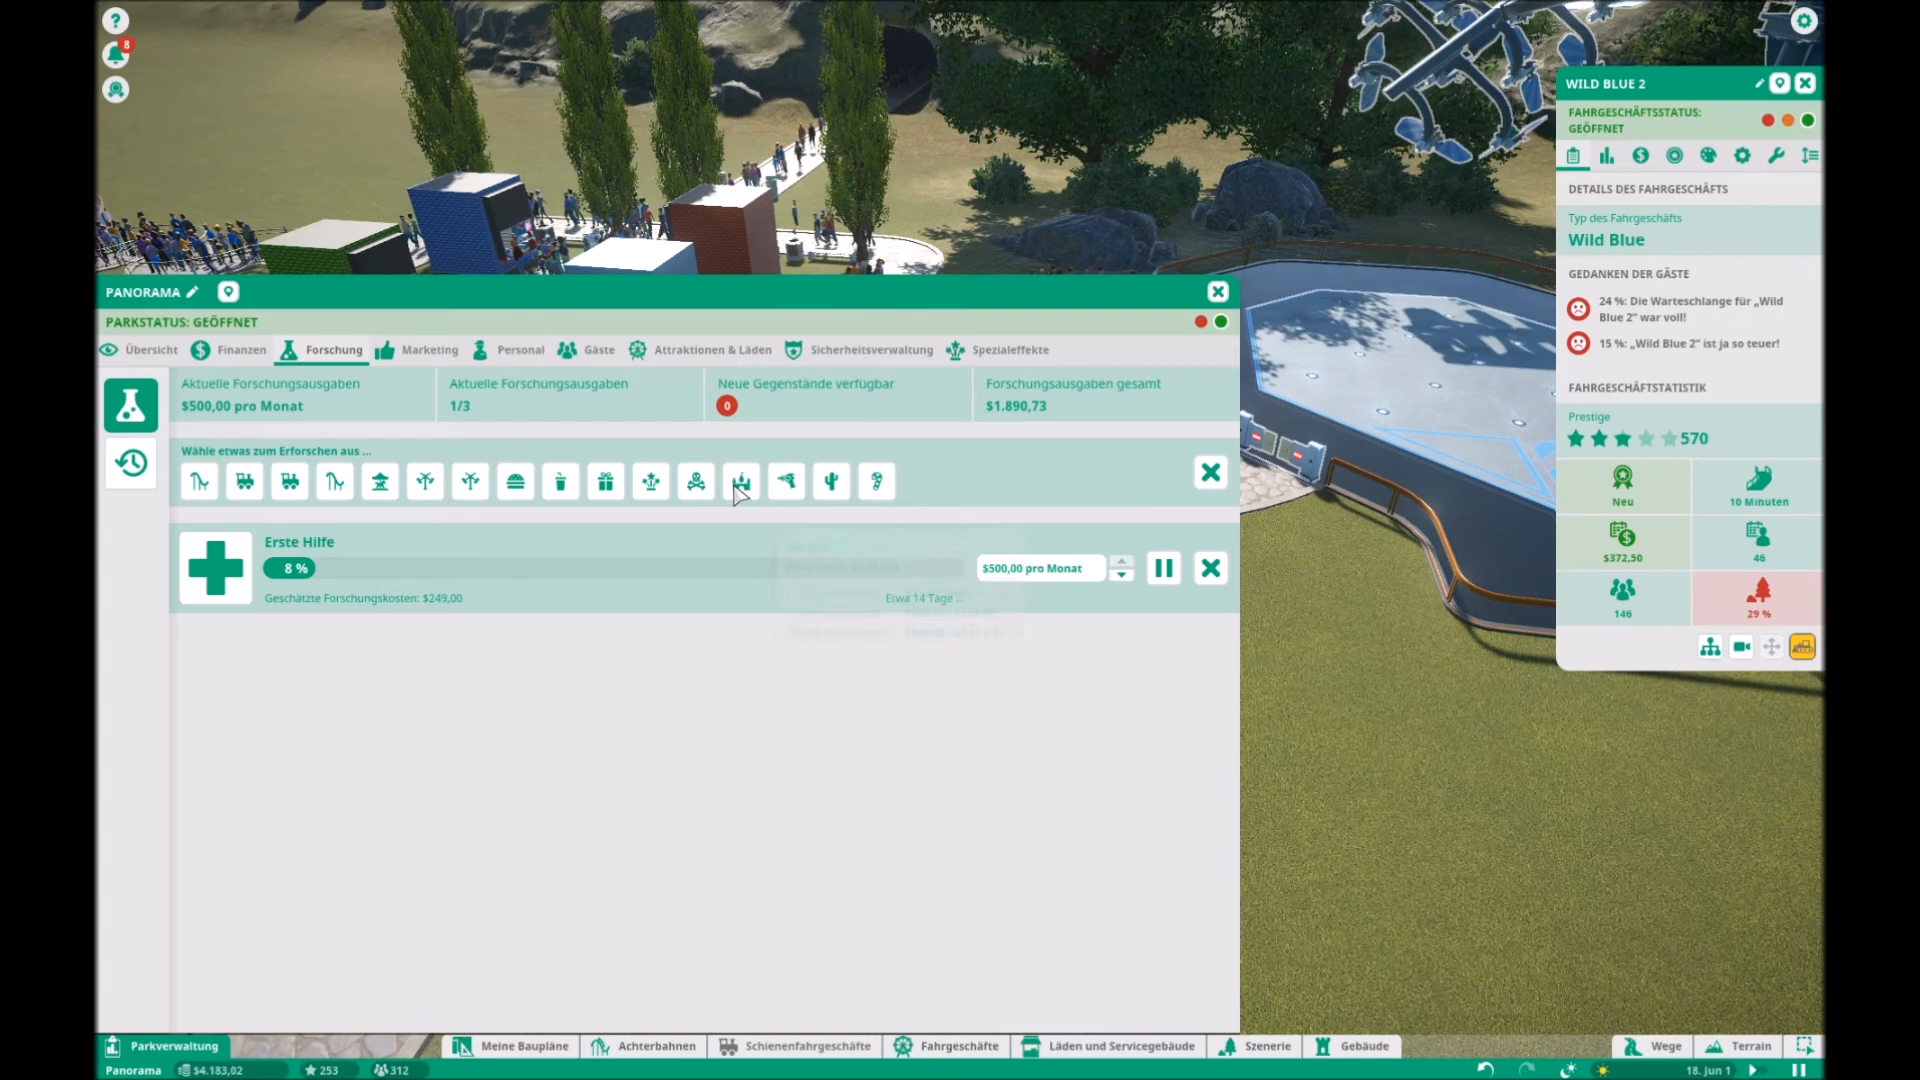 ?
8
WILD BLUE 2
FAHRGESCHÄFTSSTATUS:
GEÖFFNET
DETAILS DES FAHRGESCHÄFTS
Typ des Fahrgeschäfts
Wild Blue
GEDANKEN DER GÄSTE
24 %: Die Warteschlange für „Wild
Blue 2“ war voll!
15 %: „Wild Blue 2“ ist ja so teuer!
FAHRGESCHÄFTSTATISTIK
Prestige
570
Neu
10 Minuten
$372,50
46
146
29 %
PANORAMA
PARKSTATUS: GEÖFFNET
Übersicht
Finanzen
Forschung
Marketing
Personal
Gäste
Attraktionen & Läden
Sicherheitsverwaltung
Spezialeffekte
Aktuelle Forschungsausgaben
$500,00 pro Monat
Aktuelle Forschungsausgaben
1/3
Neue Gegenstände verfügbar
0
Forschungsausgaben gesamt
$1.890,73
Wähle etwas zum Erforschen aus ...
Erste Hilfe
8 %
$500,00 pro Monat
Geschätzte Forschungskosten: $249,00
Etwa 14 Tage ...
Parkverwaltung
Meine Baupläne
Achterbahnen
Schienenfahrgeschäfte
Fahrgeschäfte
Läden und Servicegebäude
Szenerie
Gebäude
Wege
Terrain
Panorama
$4.183,02
253
312
18. Jun 1